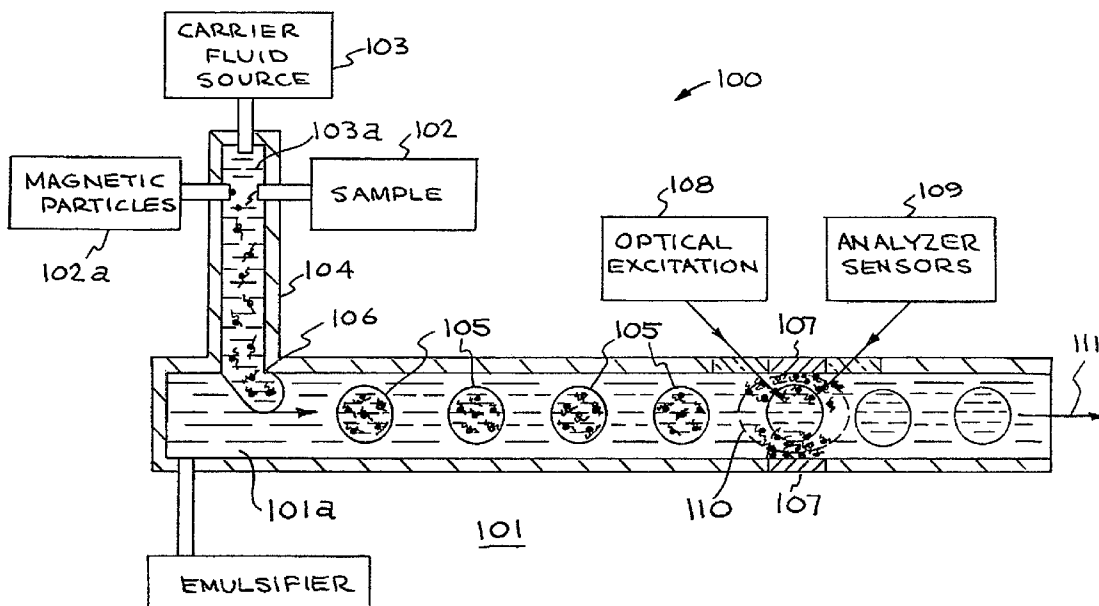 CARRIER
FLUID
SOURCE
103
100
103a
102
MAGNETIC
PARTICLES
SAMPLE
102a
108
109
OPTICAL
EXCITATION
ANALYZER
SENSORS
104
106
105
105
107
111
101a
110
107
101
EMULSIFIER